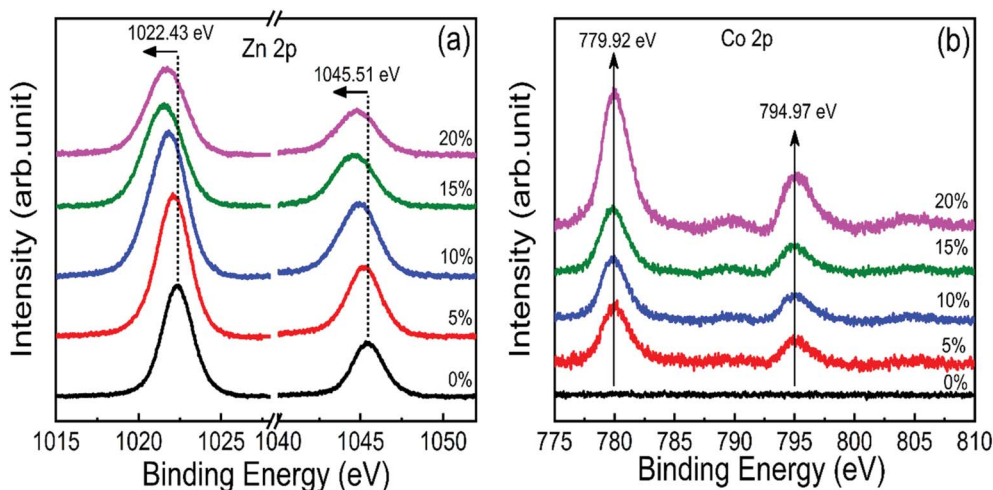 1022.43 eV
Zn 2p
(a)
1045.51 eV
20%
15%
10%
5%
0%
Intensity (arb.unit)
1015 1020 1025 1040 1045 1050
Binding Energy (eV)
779.92 eV
Co 2p
(b)
794.97 eV
20%
15%
10%
5%
0%
Intensity (arb.unit)
775 780 785 790 795 800 805 810
Binding Energy (eV)